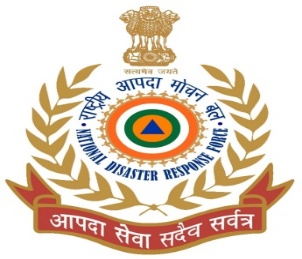 सत्यमेव जयते
राष्ट्रीय आपदा मोचन बल
NATIONAL DISASTER RESPONSE FORCE
आपदा सेवा सदैव सर्वत्र